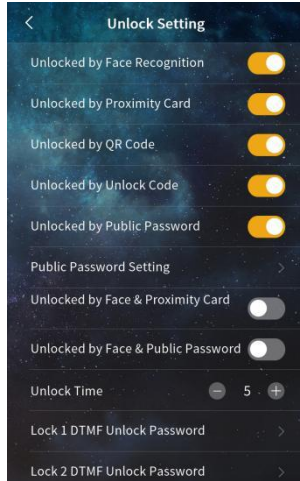 Unlock Setting
Unlocked by Face Recognition
Unlocked by Proximity Card
Unlocked by QR Code
Unlocked by Unlock Code
Unlocked by Public Password
Public Password Setting
Unlocked by Face & Proximity Card
Unlocked by Face & Public Password
Unlock Time 5
Lock 1 DTMF Unlock Password
Lock 2 DTMF Unlock Password